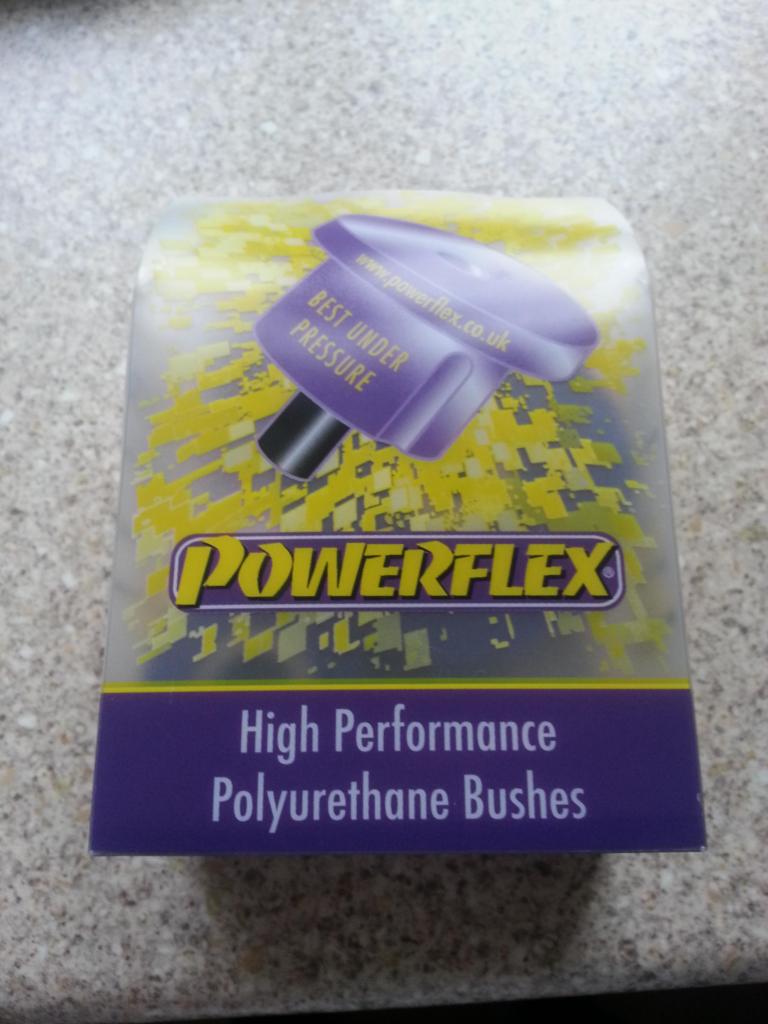 www.powerflex.co.uk
BEST UNDER
PRESSURE
POWERFLEX®
High Performance
Polyurethane Bushes